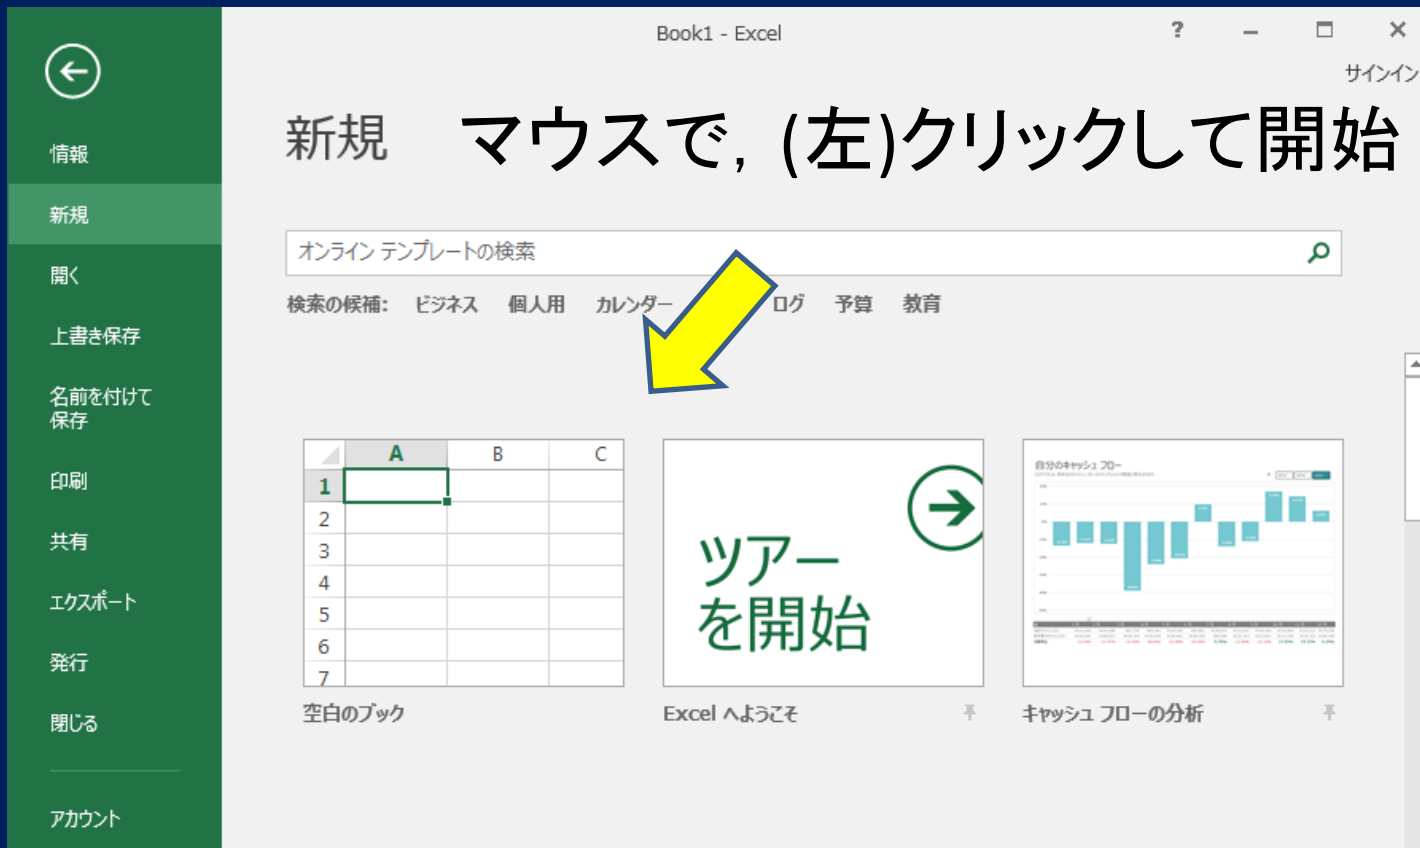 Book1 - Excel
?
サインイン
新規 マウスで, (左)クリックして開始
情報
新規
開く
上書き保存
名前を付けて
保存
印刷
共有
エクスポート
発行
閉じる
アカウント
オンライン テンプレートの検索
検索の候補: ビジネス 個人用 カレンダー ログ 予算 教育
A B C
1
2
3
4
5
6
7
空白のブック
ツアー
を開始
Excel へようこそ
自分のキャッシュ フロー
キャッシュ フローの分析